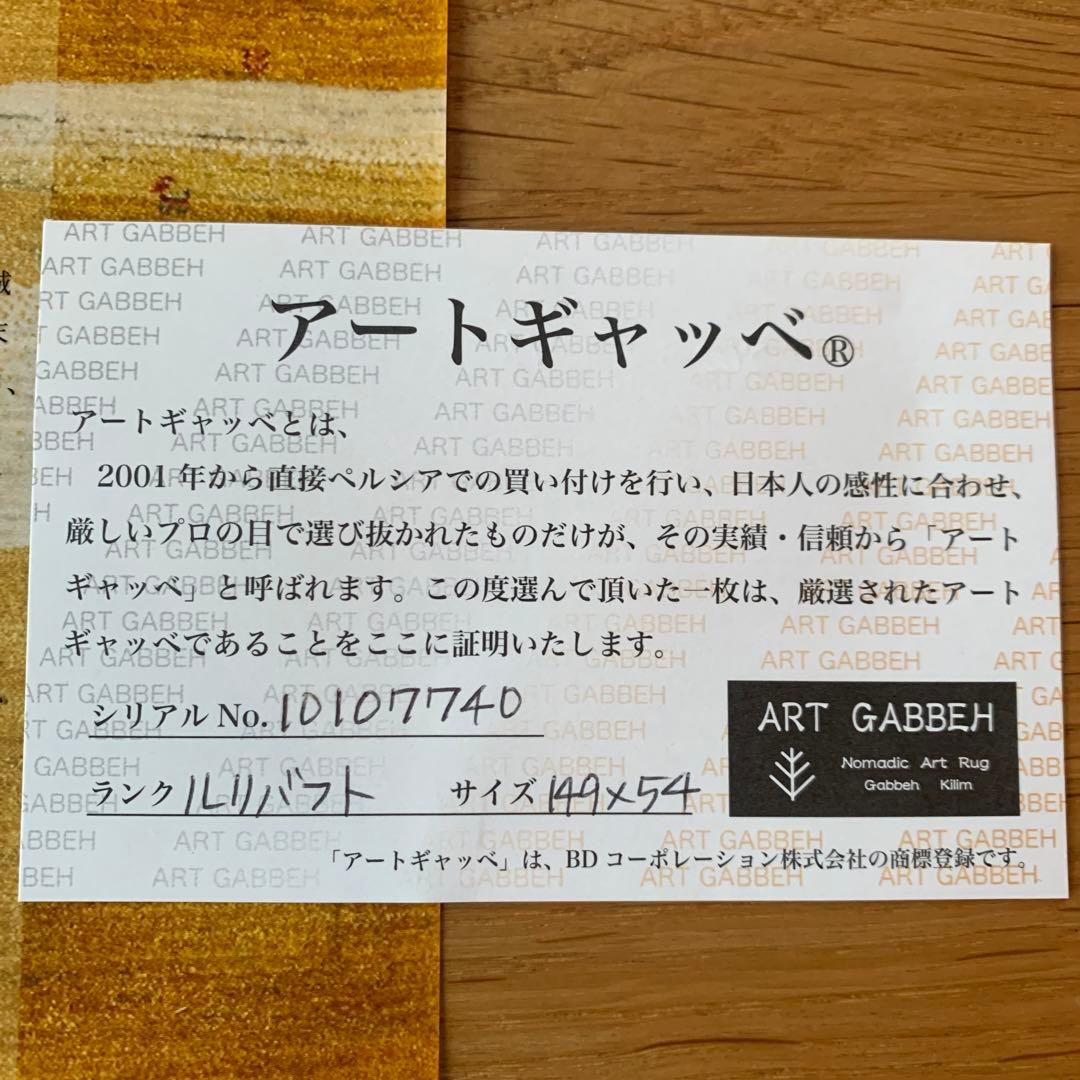 アートギャッベ®
アートギャッベとは、
2001年から直接ペルシアでの買い付けを行い、日本人の感性に合わせ、
厳しいプロの目で選び抜かれたものだけが、その実績・信頼から「アート
ギャッベ」と呼ばれます。この度選んで頂いた一枚は、厳選されたアート
ギャッベであることをここに証明いたします。
シリアルNo. 10107740
ランク ルリバフト サイズ 149×54
ART GABBEH
Nomadic Art Rug
Gabbeh Kilim
「アートギャッベ」は、BDコーポレーション株式会社の商標登録です。